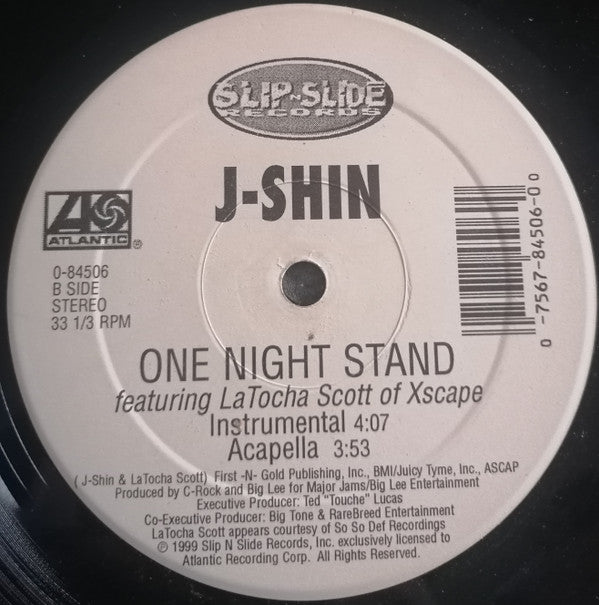 SLIP-N-SLIDE
RECORDS
J-SHIN
ATLANTIC ®
0-84506
B SIDE
STEREO
33 1/3 RPM
0 -7567-84506-0 0
ONE NIGHT STAND
featuring LaTocha Scott of Xscape
Instrumental 4:07
Acapella 3:53
( J-Shin & LaTocha Scott) First -N- Gold Publishing, Inc., BMI/Juicy Tyme, Inc., ASCAP
Produced by C-Rock and Big Lee for Major Jams/Big Lee Entertainment
Executive Producer: Ted "Touche" Lucas
Co-Executive Producer: Big Tone & RareBreed Entertainment
LaTocha Scott appears courtesy of So So Def Recordings
℗ 1999 Slip N Slide Records, Inc. exclusively licensed to
Atlantic Recording Corp. All Rights Reserved.